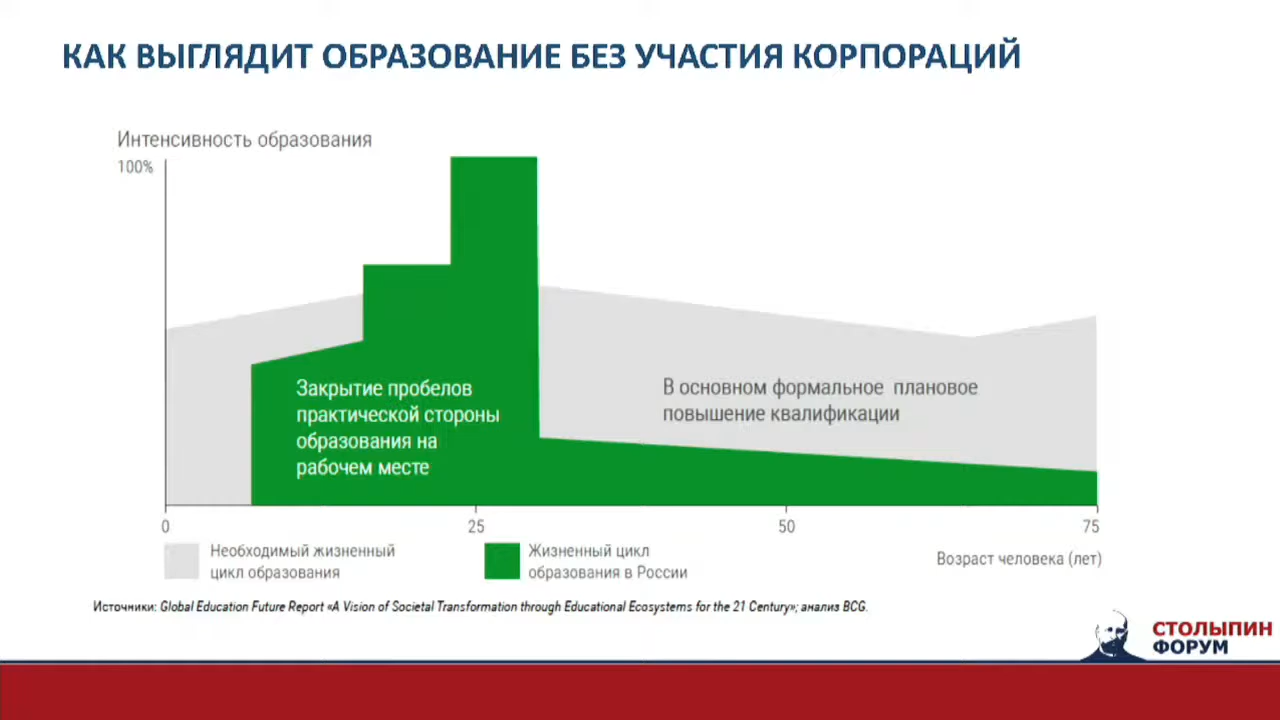 КАК ВЫГЛЯДИТ ОБРАЗОВАНИЕ БЕЗ УЧАСТИЯ КОРПОРАЦИЙ
Интенсивность образования
100%
Закрытие пробелов
практической стороны
образования на
рабочем месте
В основном формальное плановое
повышение квалификации
0
25
50
75
Необходимый жизненный
цикл образования
Жизненный цикл
образования в России
Возраст человека (лет)
Источники: Global Education Future Report «A Vision of Societal Transformation through Educational Ecosystems for the 21 Century»; анализ BCG.
СТОЛЫПИН
ФОРУМ